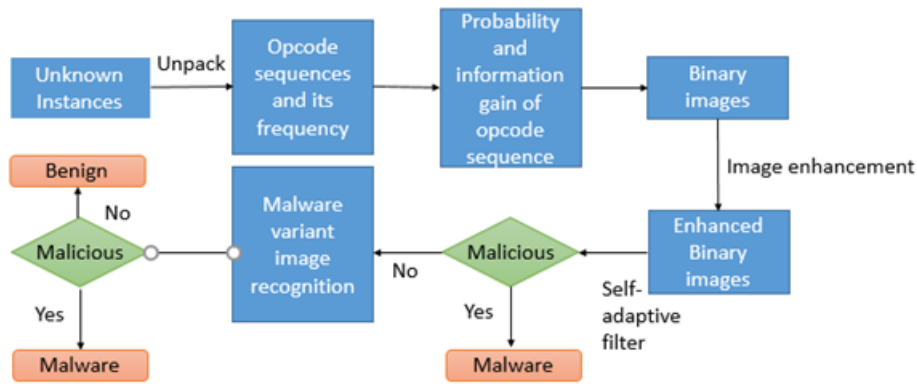 Unknown
Instances
Unpack
Opcode
sequences
and its
frequency
Probability
and
information
gain of
opcode
sequence
Binary
images
Image enhancement
Enhanced
Binary
images
Self-
adaptive
filter
Malicious
Yes
Malware
No
Malware
variant
image
recognition
Malicious
No
Benign
Yes
Malware